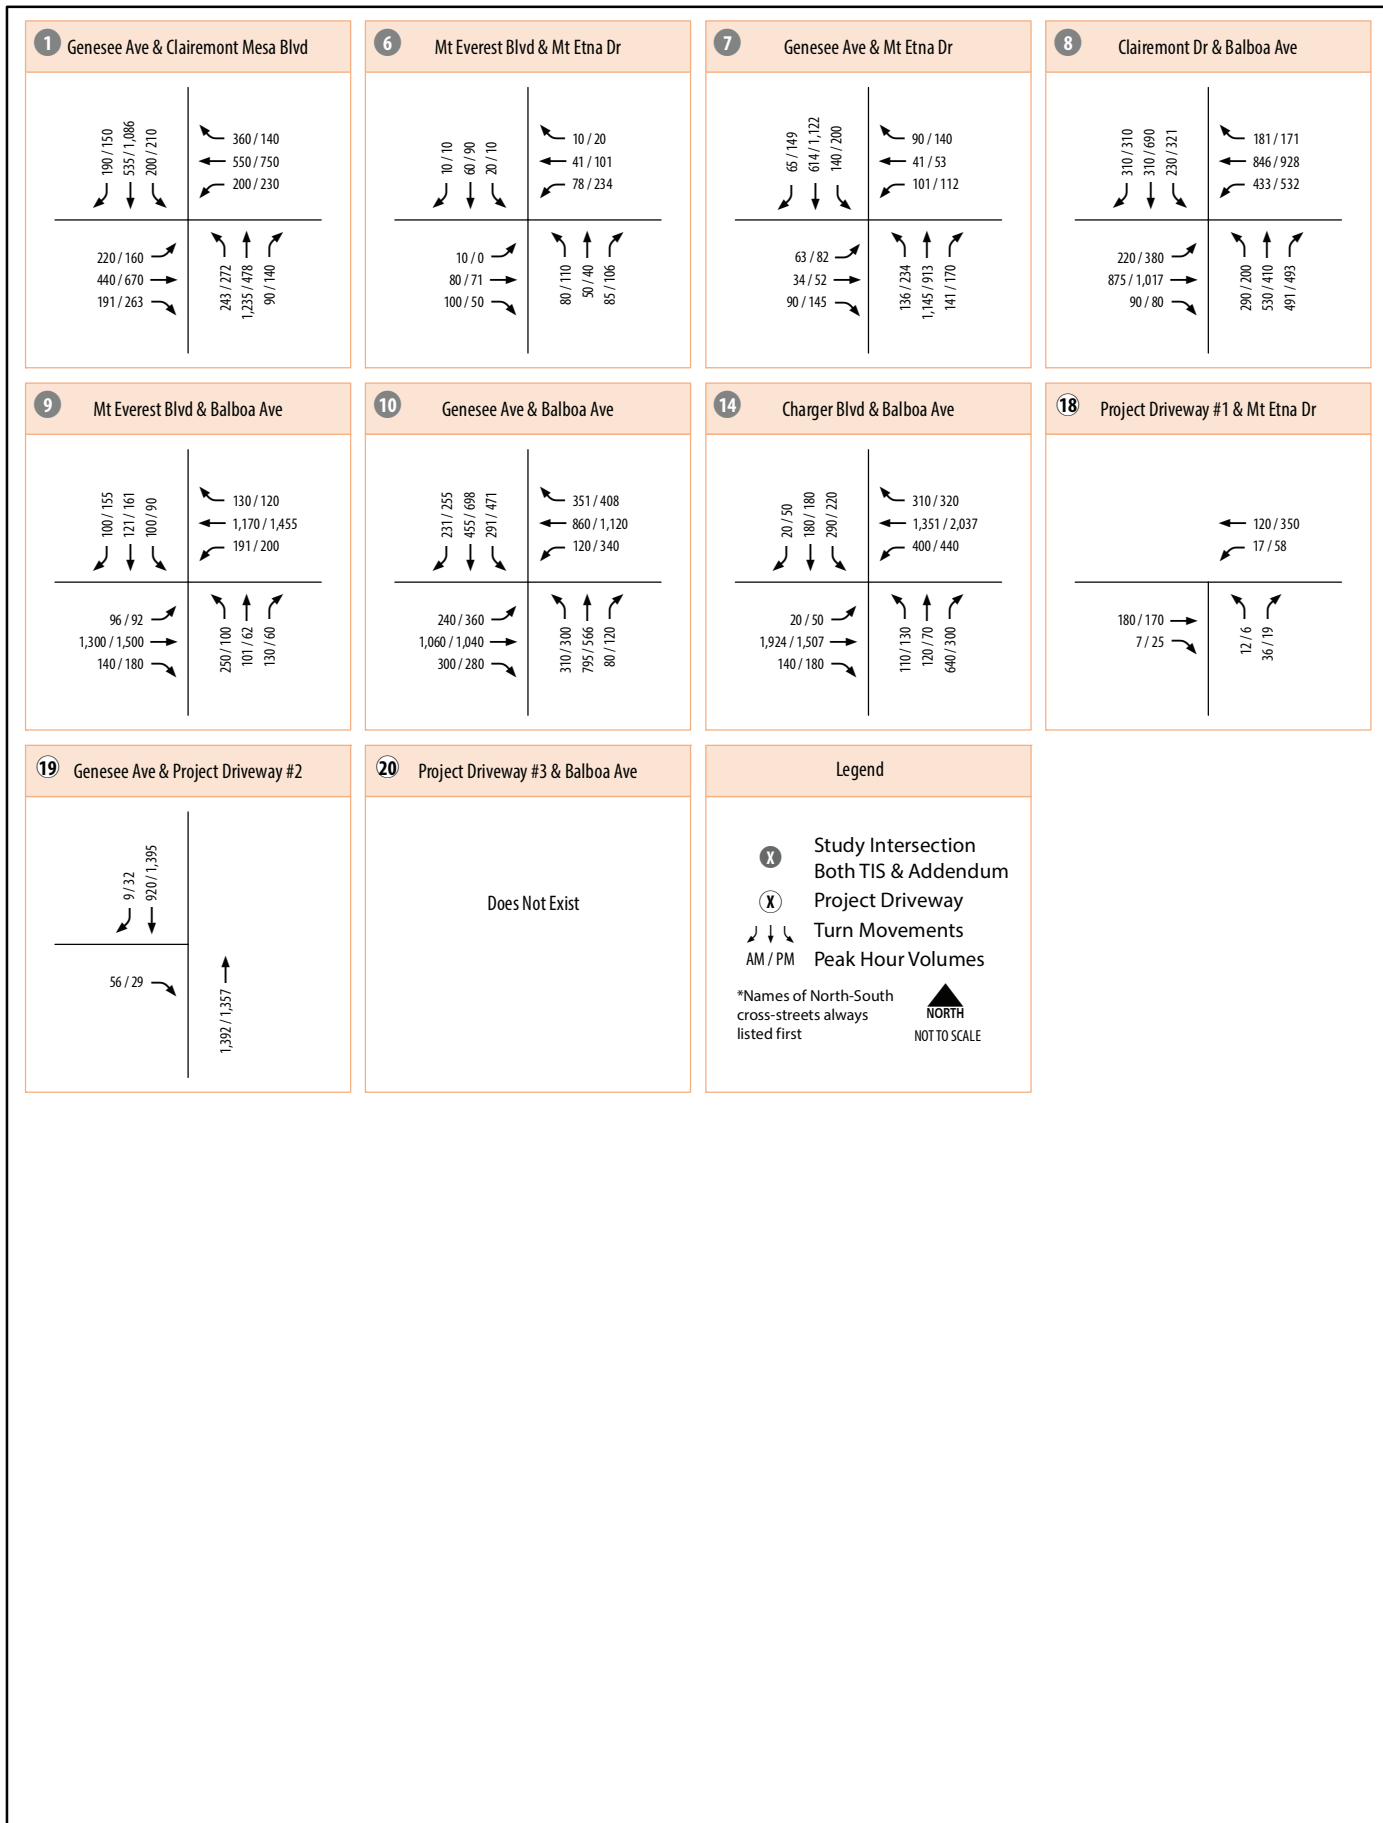 1 Genesee Ave & Clairemont Mesa Blvd
190 / 150
535 / 1,086
200 / 210
360 / 140
550 / 750
200 / 230
220 / 160
440 / 670
191 / 263
243 / 272
1,235 / 478
90 / 140
6 Mt Everest Blvd & Mt Etna Dr
10 / 10
60 / 90
20 / 10
10 / 20
41 / 101
78 / 234
10 / 0
80 / 71
100 / 50
80 / 110
50 / 40
85 / 106
7 Genesee Ave & Mt Etna Dr
65 / 149
614 / 1,122
140 / 200
90 / 140
41 / 53
101 / 112
63 / 82
34 / 52
90 / 145
136 / 234
1,145 / 913
141 / 170
8 Clairemont Dr & Balboa Ave
310 / 310
310 / 690
230 / 321
181 / 171
846 / 928
433 / 532
220 / 380
875 / 1,017
90 / 80
290 / 200
530 / 410
491 / 493
9 Mt Everest Blvd & Balboa Ave
100 / 155
121 / 161
100 / 90
130 / 120
1,170 / 1,455
191 / 200
96 / 92
1,300 / 1,500
140 / 180
250 / 100
101 / 62
130 / 60
10 Genesee Ave & Balboa Ave
231 / 255
455 / 698
291 / 471
351 / 408
860 / 1,120
120 / 340
240 / 360
1,060 / 1,040
300 / 280
310 / 300
795 / 566
80 / 120
14 Charger Blvd & Balboa Ave
20 / 50
180 / 180
290 / 220
310 / 320
1,351 / 2,037
400 / 440
20 / 50
1,924 / 1,507
140 / 180
110 / 130
120 / 70
640 / 300
18 Project Driveway #1 & Mt Etna Dr
120 / 350
17 / 58
180 / 170
7 / 25
12 / 6
36 / 19
19 Genesee Ave & Project Driveway #2
9 / 32
920 / 1,395
56 / 29
1,392 / 1,357
20 Project Driveway #3 & Balboa Ave
Does Not Exist
Legend
X Study Intersection
Both TIS & Addendum
X Project Driveway
Turn Movements
AM / PM Peak Hour Volumes
*Names of North-South
cross-streets always
listed first
NORTH
NOT TO SCALE